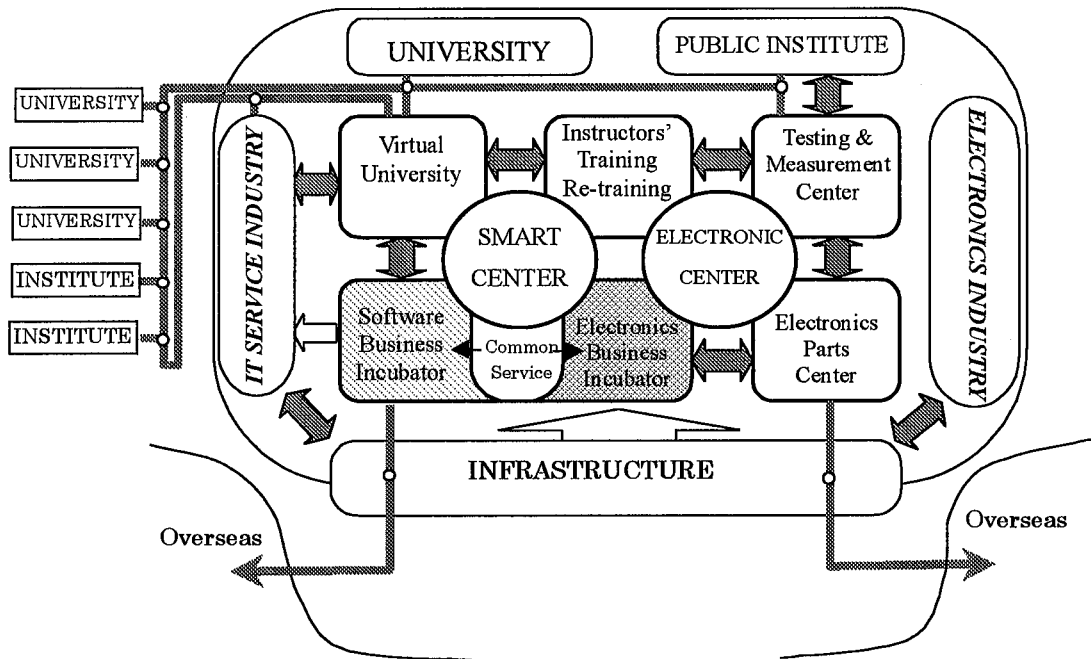 UNIVERSITY
PUBLIC INSTITUTE
UNIVERSITY
UNIVERSITY
UNIVERSITY
INSTITUTE
INSTITUTE
IT SERVICE INDUSTRY
Virtual
University
Instructors'
Training
Re-training
Testing &
Measurement
Center
ELECTRONICS INDUSTRY
SMART
CENTER
ELECTRONIC
CENTER
Software
Business
Incubator
Common
Service
Electronics
Business
Incubator
Electronics
Parts
Center
INFRASTRUCTURE
Overseas
Overseas